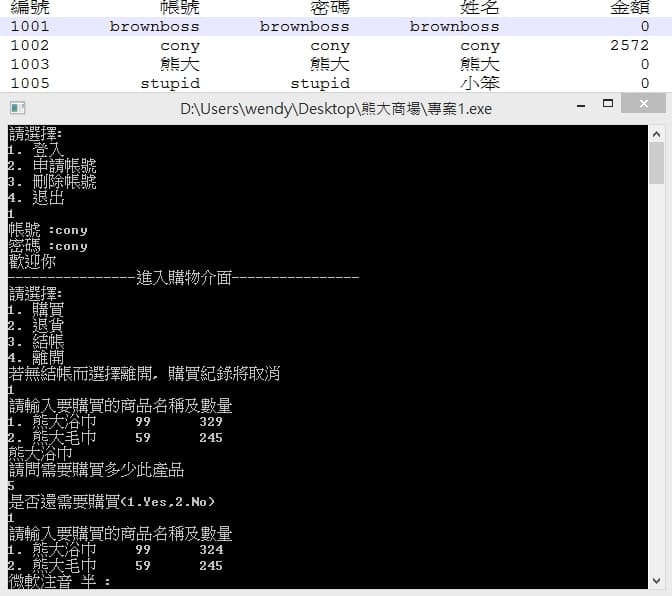 編號 帳號 密碼 姓名 金額
1001 brownboss brownboss brownboss 0
1002 cony cony cony 2572
1003 熊大 熊大 熊大 0
1005 stupid stupid 小笨 0
D:\Users\wendy\Desktop\熊大商場\專案1.exe
請選擇:
1. 登入
2. 申請帳號
3. 刪除帳號
4. 退出
1
帳號 :cony
密碼 :cony
歡迎你
----------------進入購物介面----------------
請選擇:
1. 購買
2. 退貨
3. 結帳
4. 離開
若無結帳而選擇離開, 購買紀錄將取消
1
請輸入要購買的商品名稱及數量
1. 熊大浴巾 99 329
2. 熊大毛巾 59 245
熊大浴巾
請問需要購買多少此產品
5
是否還需要購買(1.Yes,2.No)
1
請輸入要購買的商品名稱及數量
1. 熊大浴巾 99 324
2. 熊大毛巾 59 245
微軟注音 半 :